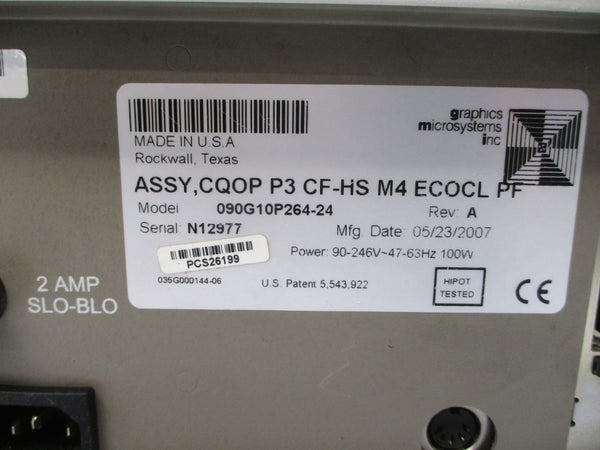 graphics
microsystems
inc
MADE IN U.S.A
Rockwall, Texas
ASSY,CQOP P3 CF-HS M4 ECOCL PF
Model 090G10P264-24 Rev: A
Serial: N12977 Mfg. Date: 05/23/2007
PCS26199
Power: 90-246V~47-63Hz 100W
036G000144-06
U.S. Patent 5,543,922
HIPOT
TESTED
CE
2 AMP
SLO-BLO